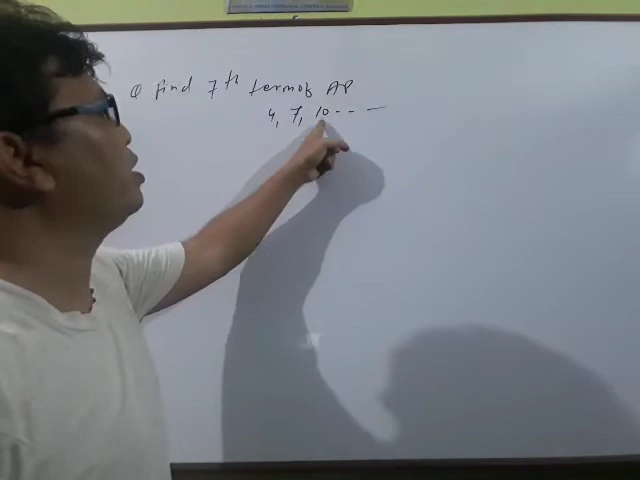 Q find 7th term of AP
4, 7, 10 - - —